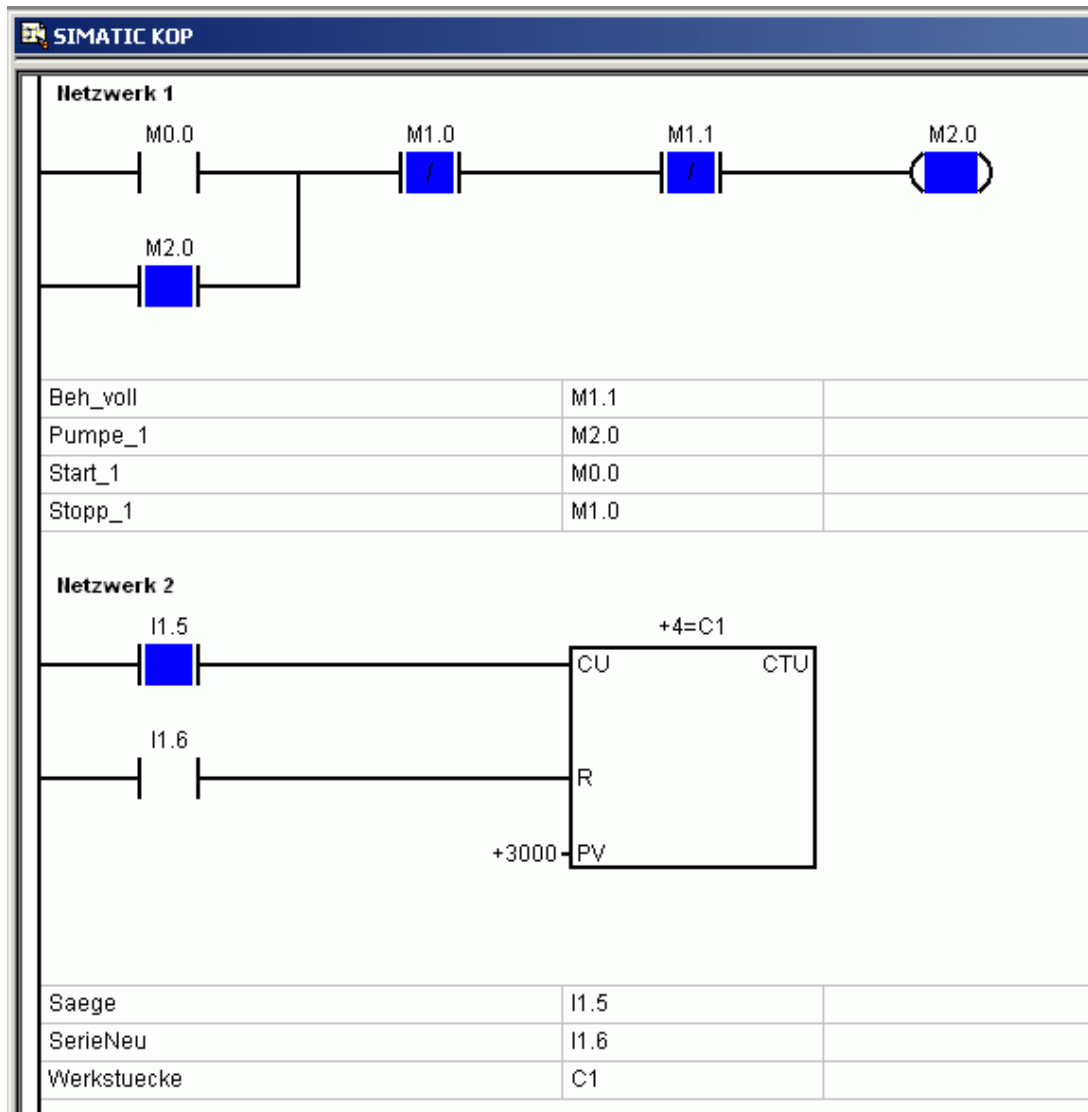 SIMATIC KOP
Netzwerk 1
M0.0 M1.0 M1.1 M2.0
/ /
M2.0
Beh_voll M1.1
Pumpe_1 M2.0
Start_1 M0.0
Stopp_1 M1.0
Netzwerk 2
I1.5 +4=C1
CU CTU
I1.6
R
+3000 PV
Saege I1.5
SerieNeu I1.6
Werkstuecke C1